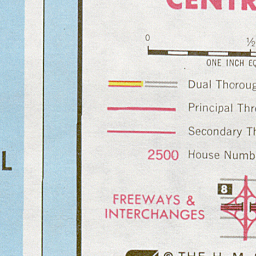 CENTR
0 ½
ONE INCH EQ
Dual Thoroug
Principal Thr
Secondary Th
2500 House Numb
L
8
FREEWAYS &
INTERCHANGES
© THE H. M.